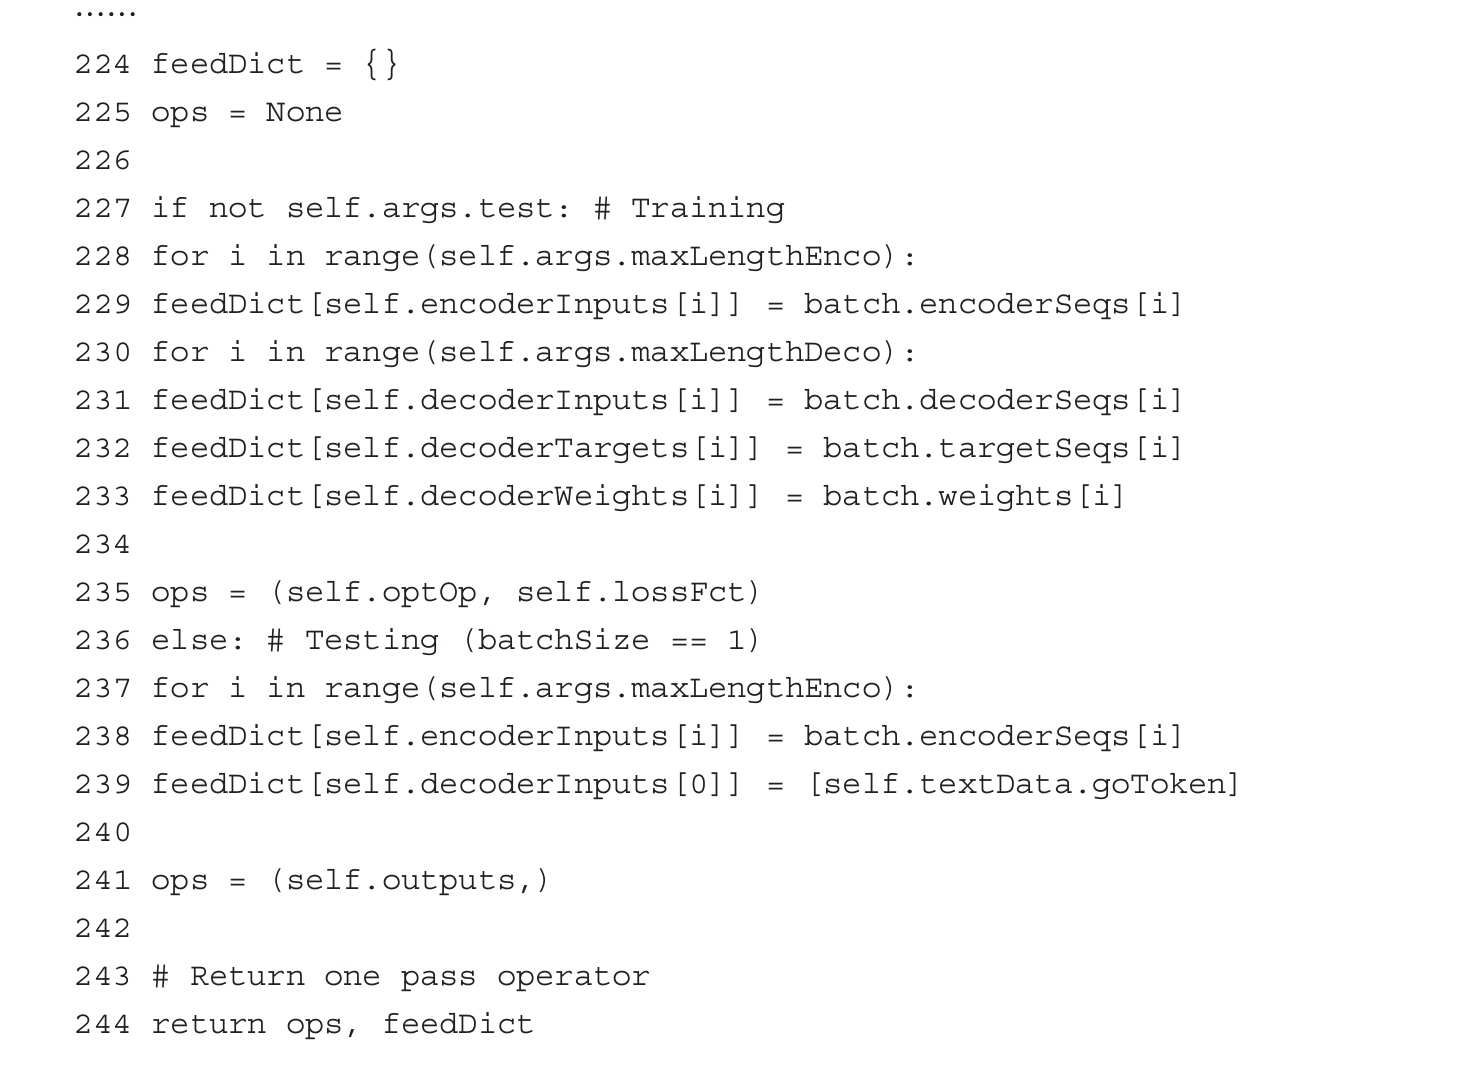 ......
224 feedDict = {}
225 ops = None
226
227 if not self.args.test: # Training
228 for i in range(self.args.maxLengthEnco):
229 feedDict[self.encoderInputs[i]] = batch.encoderSeqs[i]
230 for i in range(self.args.maxLengthDeco):
231 feedDict[self.decoderInputs[i]] = batch.decoderSeqs[i]
232 feedDict[self.decoderTargets[i]] = batch.targetSeqs[i]
233 feedDict[self.decoderWeights[i]] = batch.weights[i]
234
235 ops = (self.optOp, self.lossFct)
236 else: # Testing (batchSize == 1)
237 for i in range(self.args.maxLengthEnco):
238 feedDict[self.encoderInputs[i]] = batch.encoderSeqs[i]
239 feedDict[self.decoderInputs[0]] = [self.textData.goToken]
240
241 ops = (self.outputs,)
242
243 # Return one pass operator
244 return ops, feedDict